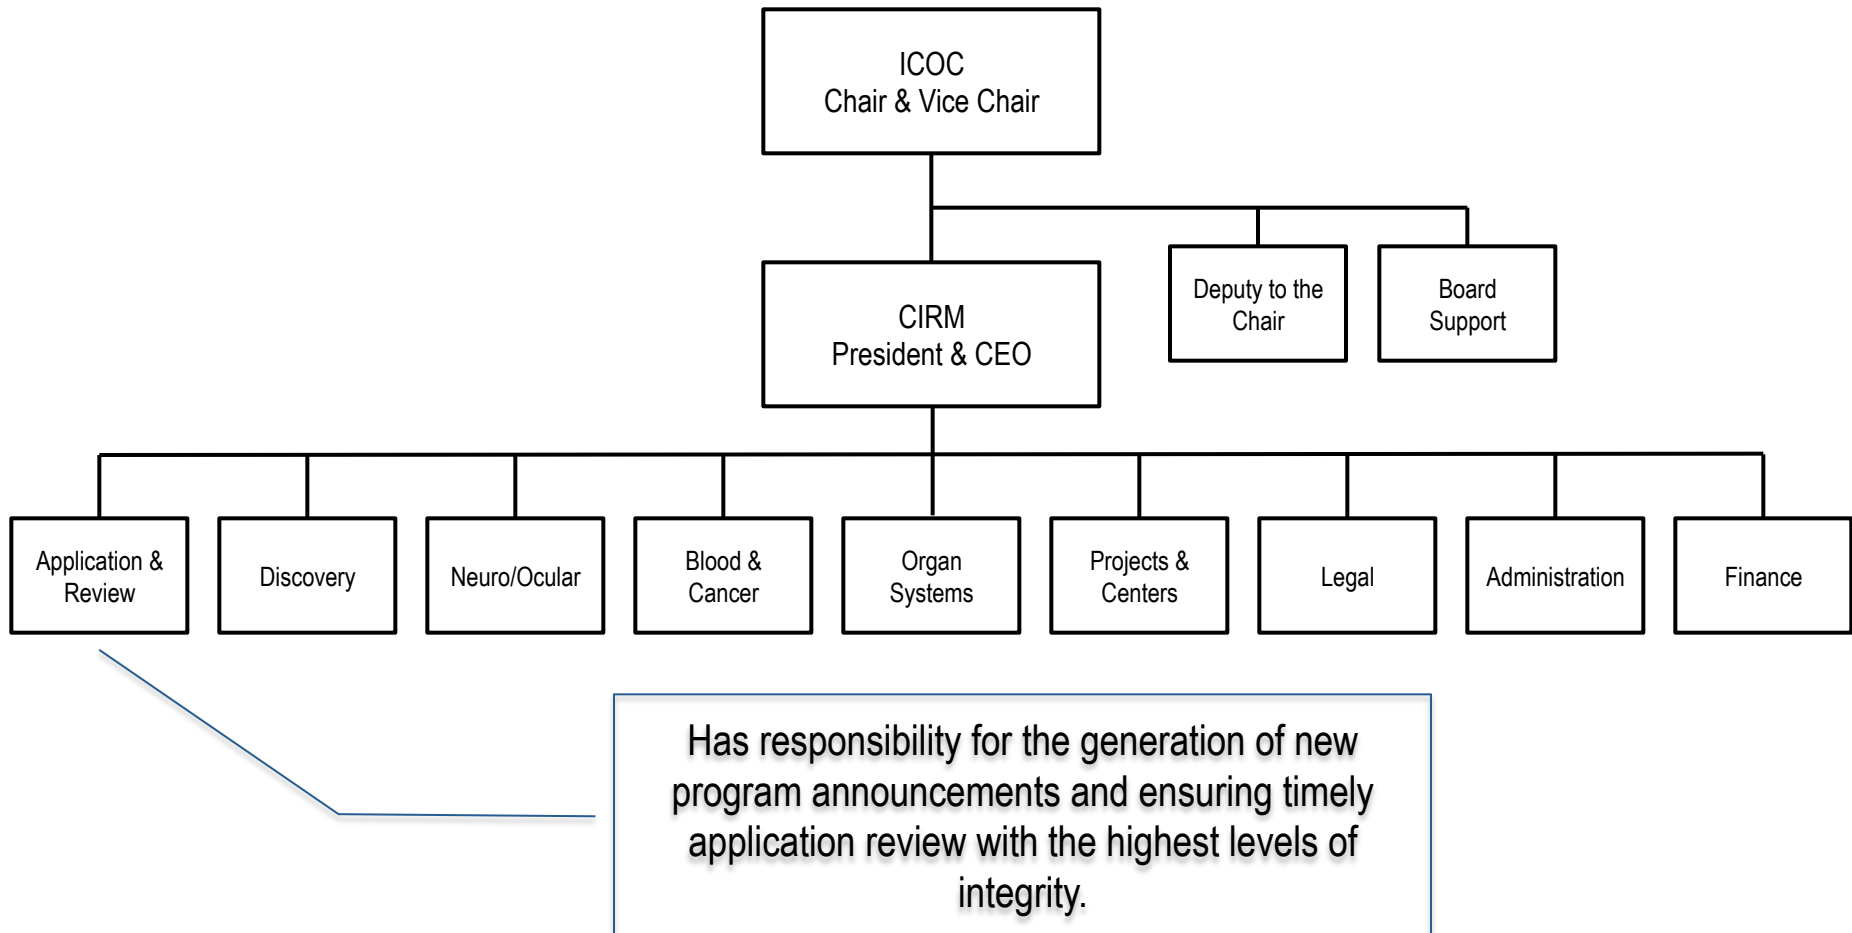 ICOC
Chair & Vice Chair
CIRM
President & CEO
Deputy to the
Chair
Board
Support
Application &
Review
Discovery
Neuro/Ocular
Blood &
Cancer
Organ
Systems
Projects &
Centers
Legal
Administration
Finance
Has responsibility for the generation of new
program announcements and ensuring timely
application review with the highest levels of
integrity.